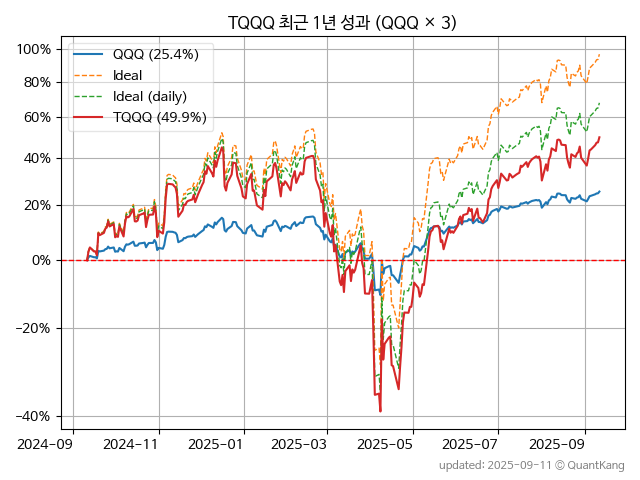 TQQQ 최근 1년 성과 (QQQ × 3)
QQQ (25.4%)
Ideal
Ideal (daily)
TQQQ (49.9%)
100%
80%
60%
40%
20%
0%
−20%
−40%
2024-09
2024-11
2025-01
2025-03
2025-05
2025-07
2025-09
updated: 2025-09-11 © QuantKang